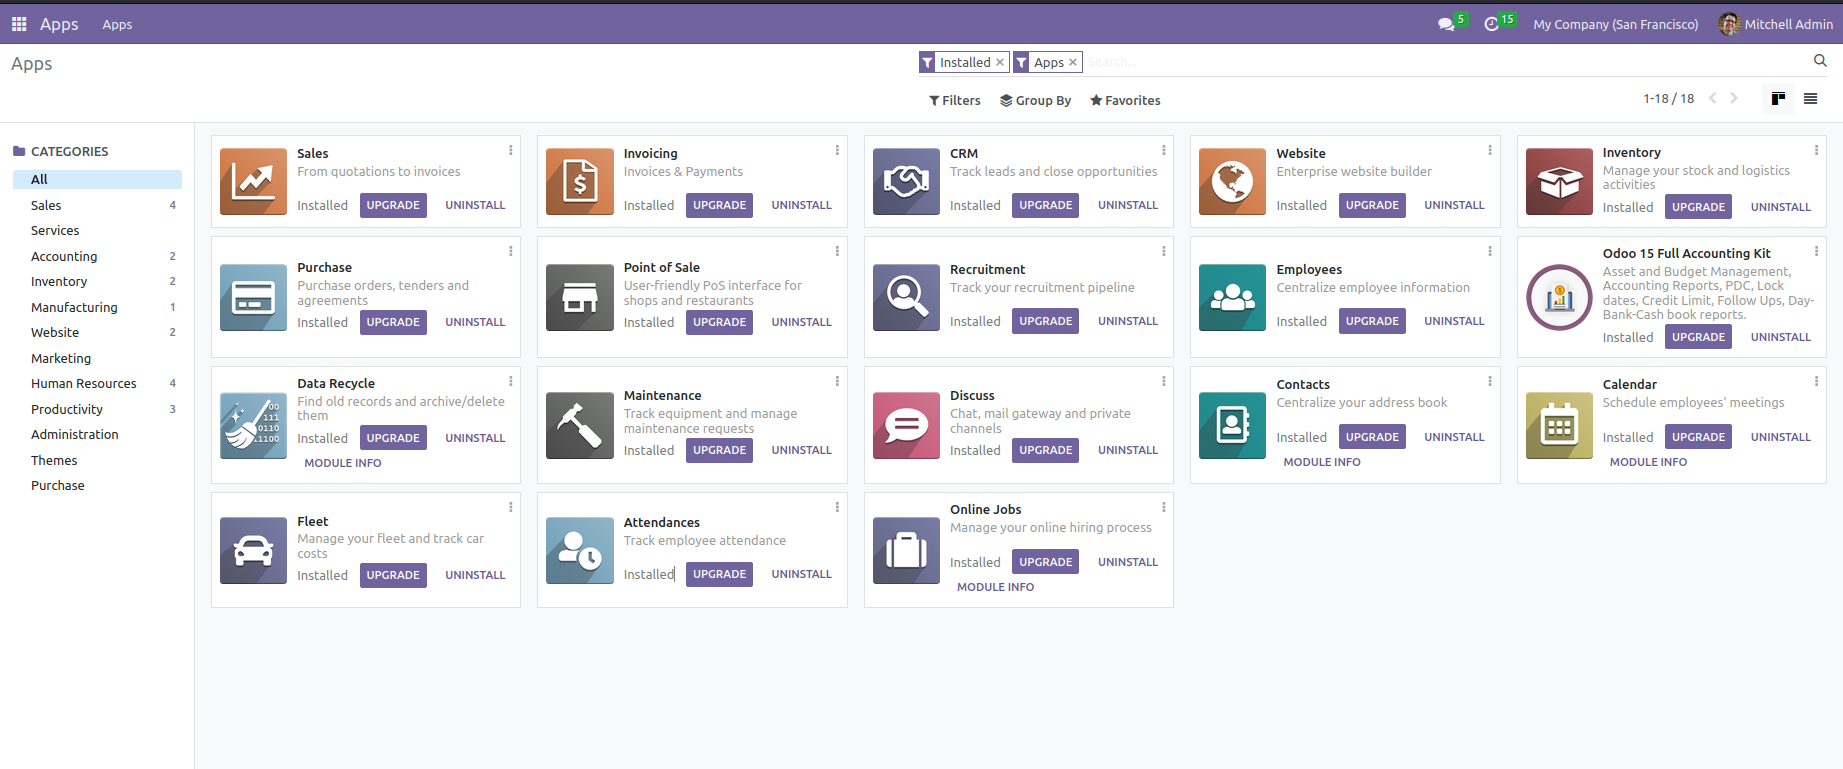 Apps Apps 5 15 My Company (San Francisco) Mitchell Admin
Apps
Installed × Apps × Search...
Filters Group By Favorites 1-18 / 18
CATEGORIES
All
Sales 4
Services
Accounting 2
Inventory 2
Manufacturing 1
Website 2
Marketing
Human Resources 4
Productivity 3
Administration
Themes
Purchase
Sales
From quotations to invoices
Installed UPGRADE UNINSTALL
Invoicing
Invoices & Payments
Installed UPGRADE UNINSTALL
CRM
Track leads and close opportunities
Installed UPGRADE UNINSTALL
Website
Enterprise website builder
Installed UPGRADE UNINSTALL
Inventory
Manage your stock and logistics
activities
Installed UPGRADE UNINSTALL
Purchase
Purchase orders, tenders and
agreements
Installed UPGRADE UNINSTALL
Point of Sale
User-friendly PoS interface for
shops and restaurants
Installed UPGRADE UNINSTALL
Recruitment
Track your recruitment pipeline
Installed UPGRADE UNINSTALL
Employees
Centralize employee information
Installed UPGRADE UNINSTALL
Odoo 15 Full Accounting Kit
Asset and Budget Management,
Accounting Reports, PDC, Lock
dates, Credit Limit, Follow Ups, Day-
Bank-Cash book reports.
Installed UPGRADE UNINSTALL
00
111
0110
11100
Data Recycle
Find old records and archive/delete
them
Installed UPGRADE UNINSTALL
MODULE INFO
Maintenance
Track equipment and manage
maintenance requests
Installed UPGRADE UNINSTALL
Discuss
Chat, mail gateway and private
channels
Installed UPGRADE UNINSTALL
Contacts
Centralize your address book
Installed UPGRADE UNINSTALL
MODULE INFO
Calendar
Schedule employees' meetings
Installed UPGRADE UNINSTALL
MODULE INFO
Fleet
Manage your fleet and track car
costs
Installed UPGRADE UNINSTALL
Attendances
Track employee attendance
Installed UPGRADE UNINSTALL
Online Jobs
Manage your online hiring process
Installed UPGRADE UNINSTALL
MODULE INFO